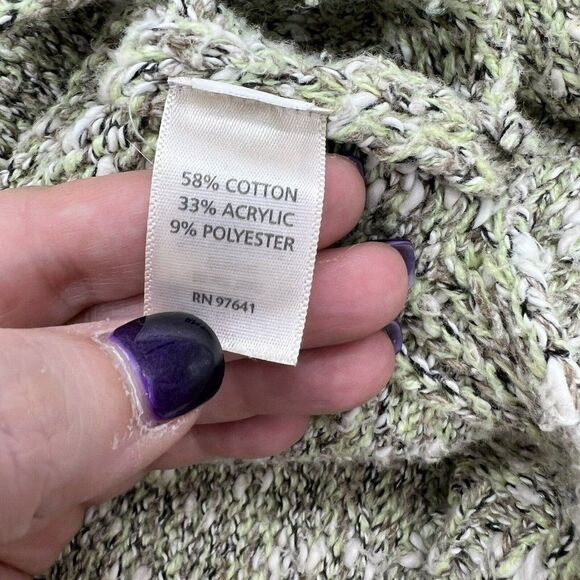 58% COTTON
33% ACRYLIC
9% POLYESTER
RN 97641